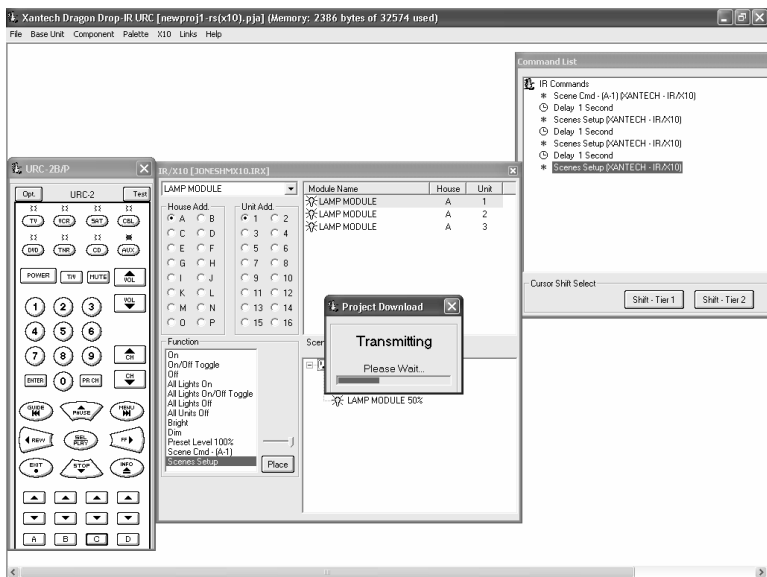 Xantech Dragon Drop-IR URC [newproj1-rs(x10).pja] (Memory: 2386 bytes of 32574 used)
File Base Unit Component Palette X10 Links Help
Command List
IR Commands
* Scene Cmd - (A-1) (XANTECH - IR/X10)
Delay 1 Second
* Scenes Setup (XANTECH - IR/X10)
Delay 1 Second
* Scenes Setup (XANTECH - IR/X10)
Delay 1 Second
* Scenes Setup (XANTECH - IR/X10)
Cursor Shift Select
Shift - Tier 1 Shift - Tier 2
URC-2B/P
Opt. URC-2 Test
TV VCR SAT CBL
DVD TNR CD AUX
POWER T/V MUTE VOL
1 2 3 VOL
4 5 6
7 8 9 CH
ENTER 0 PR CH CH
GUIDE PAUSE MENU
REW SEL PLAY FF
EXIT STOP INFO
A B C D
IR/X10 [JONESHMX10.IRX]
LAMP MODULE
House Add. Unit Add.
A B 1 2
C D 3 4
E F 5 6
G H 7 8
I J 9 10
K L 11 12
M N 13 14
O P 15 16
Module Name House Unit
LAMP MODULE A 1
LAMP MODULE A 2
LAMP MODULE A 3
Function
On
On/Off Toggle
Off
All Lights On
All Lights On/Off Toggle
All Lights Off
All Units Off
Bright
Dim
Preset Level 100%
Scene Cmd - (A-1)
Scenes Setup
Place
LAMP MODULE 50%
Project Download
Transmitting
Please Wait...